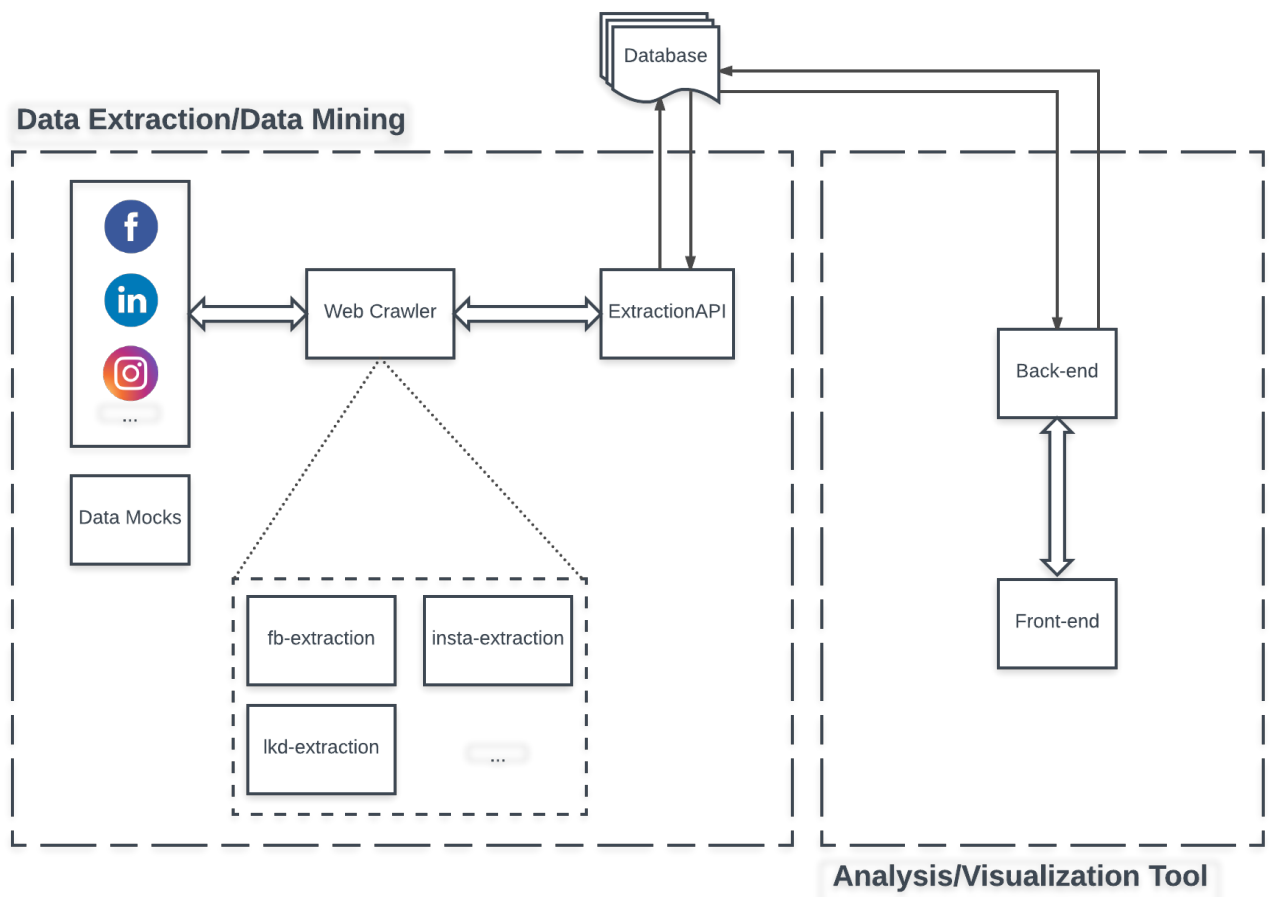 Database
Data Extraction/Data Mining
f
in
...
Web Crawler
ExtractionAPI
Back-end
Data Mocks
fb-extraction
insta-extraction
Front-end
lkd-extraction
...
Analysis/Visualization Tool